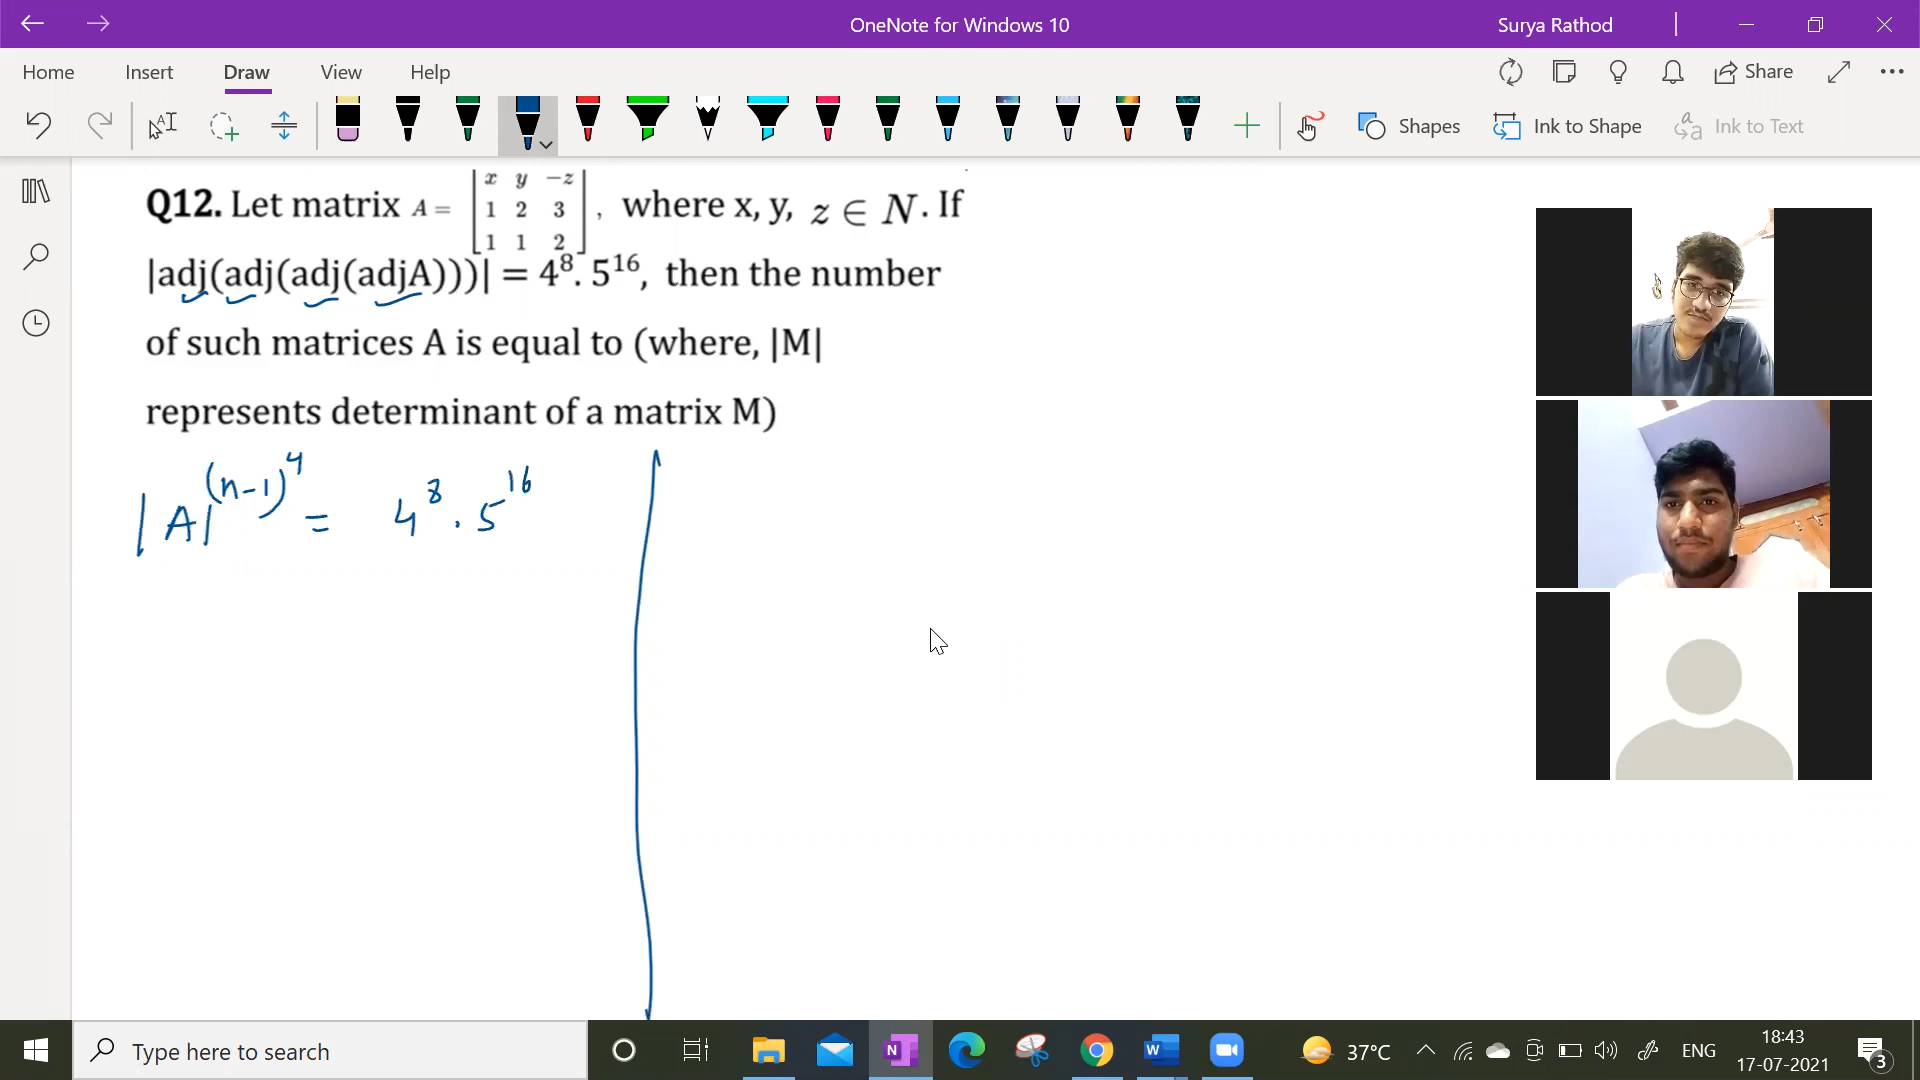 OneNote for Windows 10
Surya Rathod
Home Insert Draw View Help
Share
Shapes Ink to Shape Ink to Text
Q12. Let matrix A = [x y −z; 1 2 3; 1 1 2], where x, y, z ∈ N. If
|adj(adj(adj(adjA)))| = 4⁸. 5¹⁶, then the number
of such matrices A is equal to (where, |M|
represents determinant of a matrix M)
|A|^(n-1)^4 = 4^8 . 5^16
Type here to search
37°C
ENG
18:43
17-07-2021
3